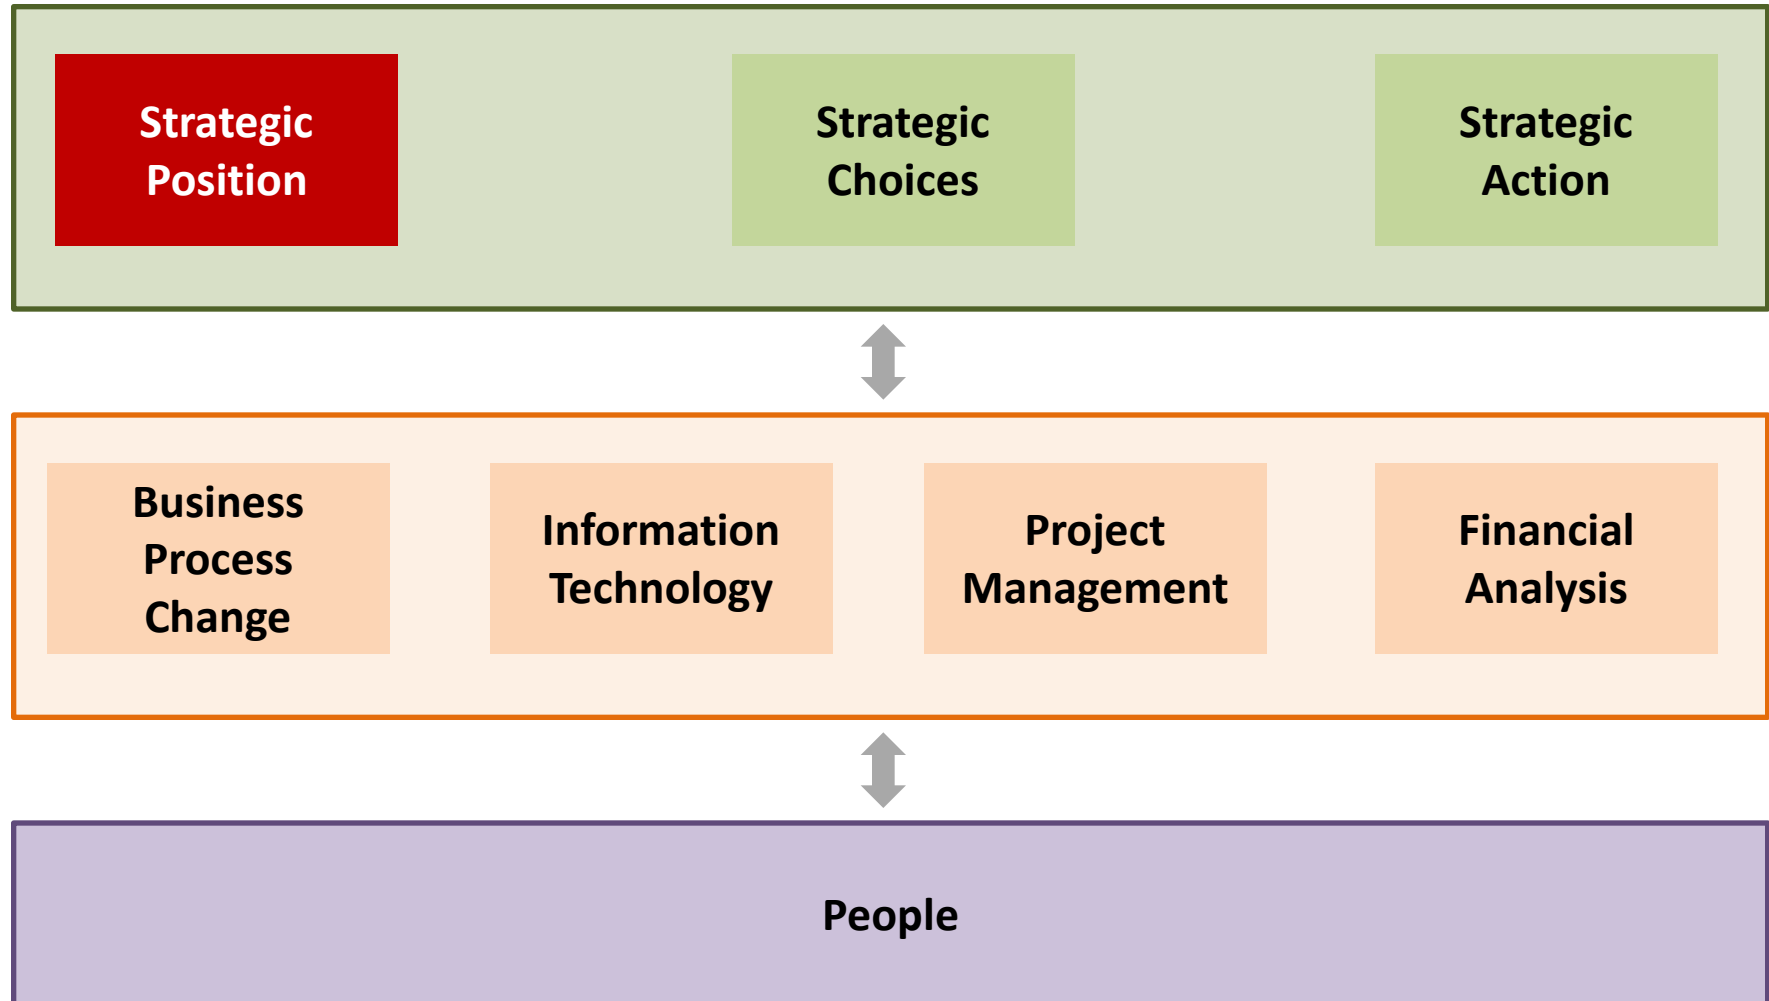 Strategic
Position
Strategic
Choices
Strategic
Action
Business
Process
Change
Information
Technology
Project
Management
Financial
Analysis
People